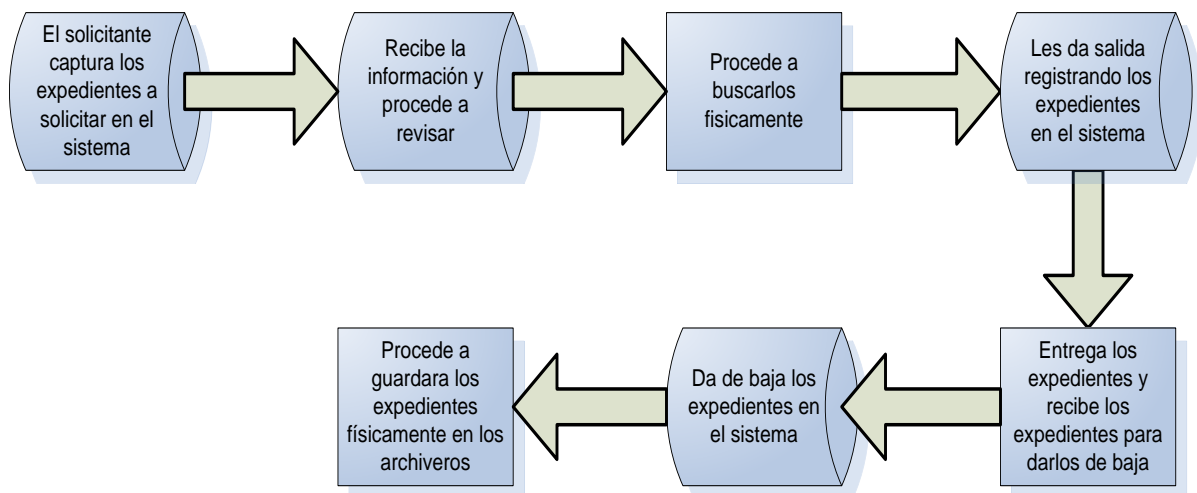 El solicitante
captura los
expedientes a
solicitar en el
sistema
Recibe la
información y
procede a
revisar
Procede a
buscarlos
fisicamente
Les da salida
registrando los
expedientes
en el sistema
Entrega los
expedientes y
recibe los
expedientes para
darlos de baja
Da de baja los
expedientes en
el sistema
Procede a
guardara los
expedientes
físicamente en los
archiveros